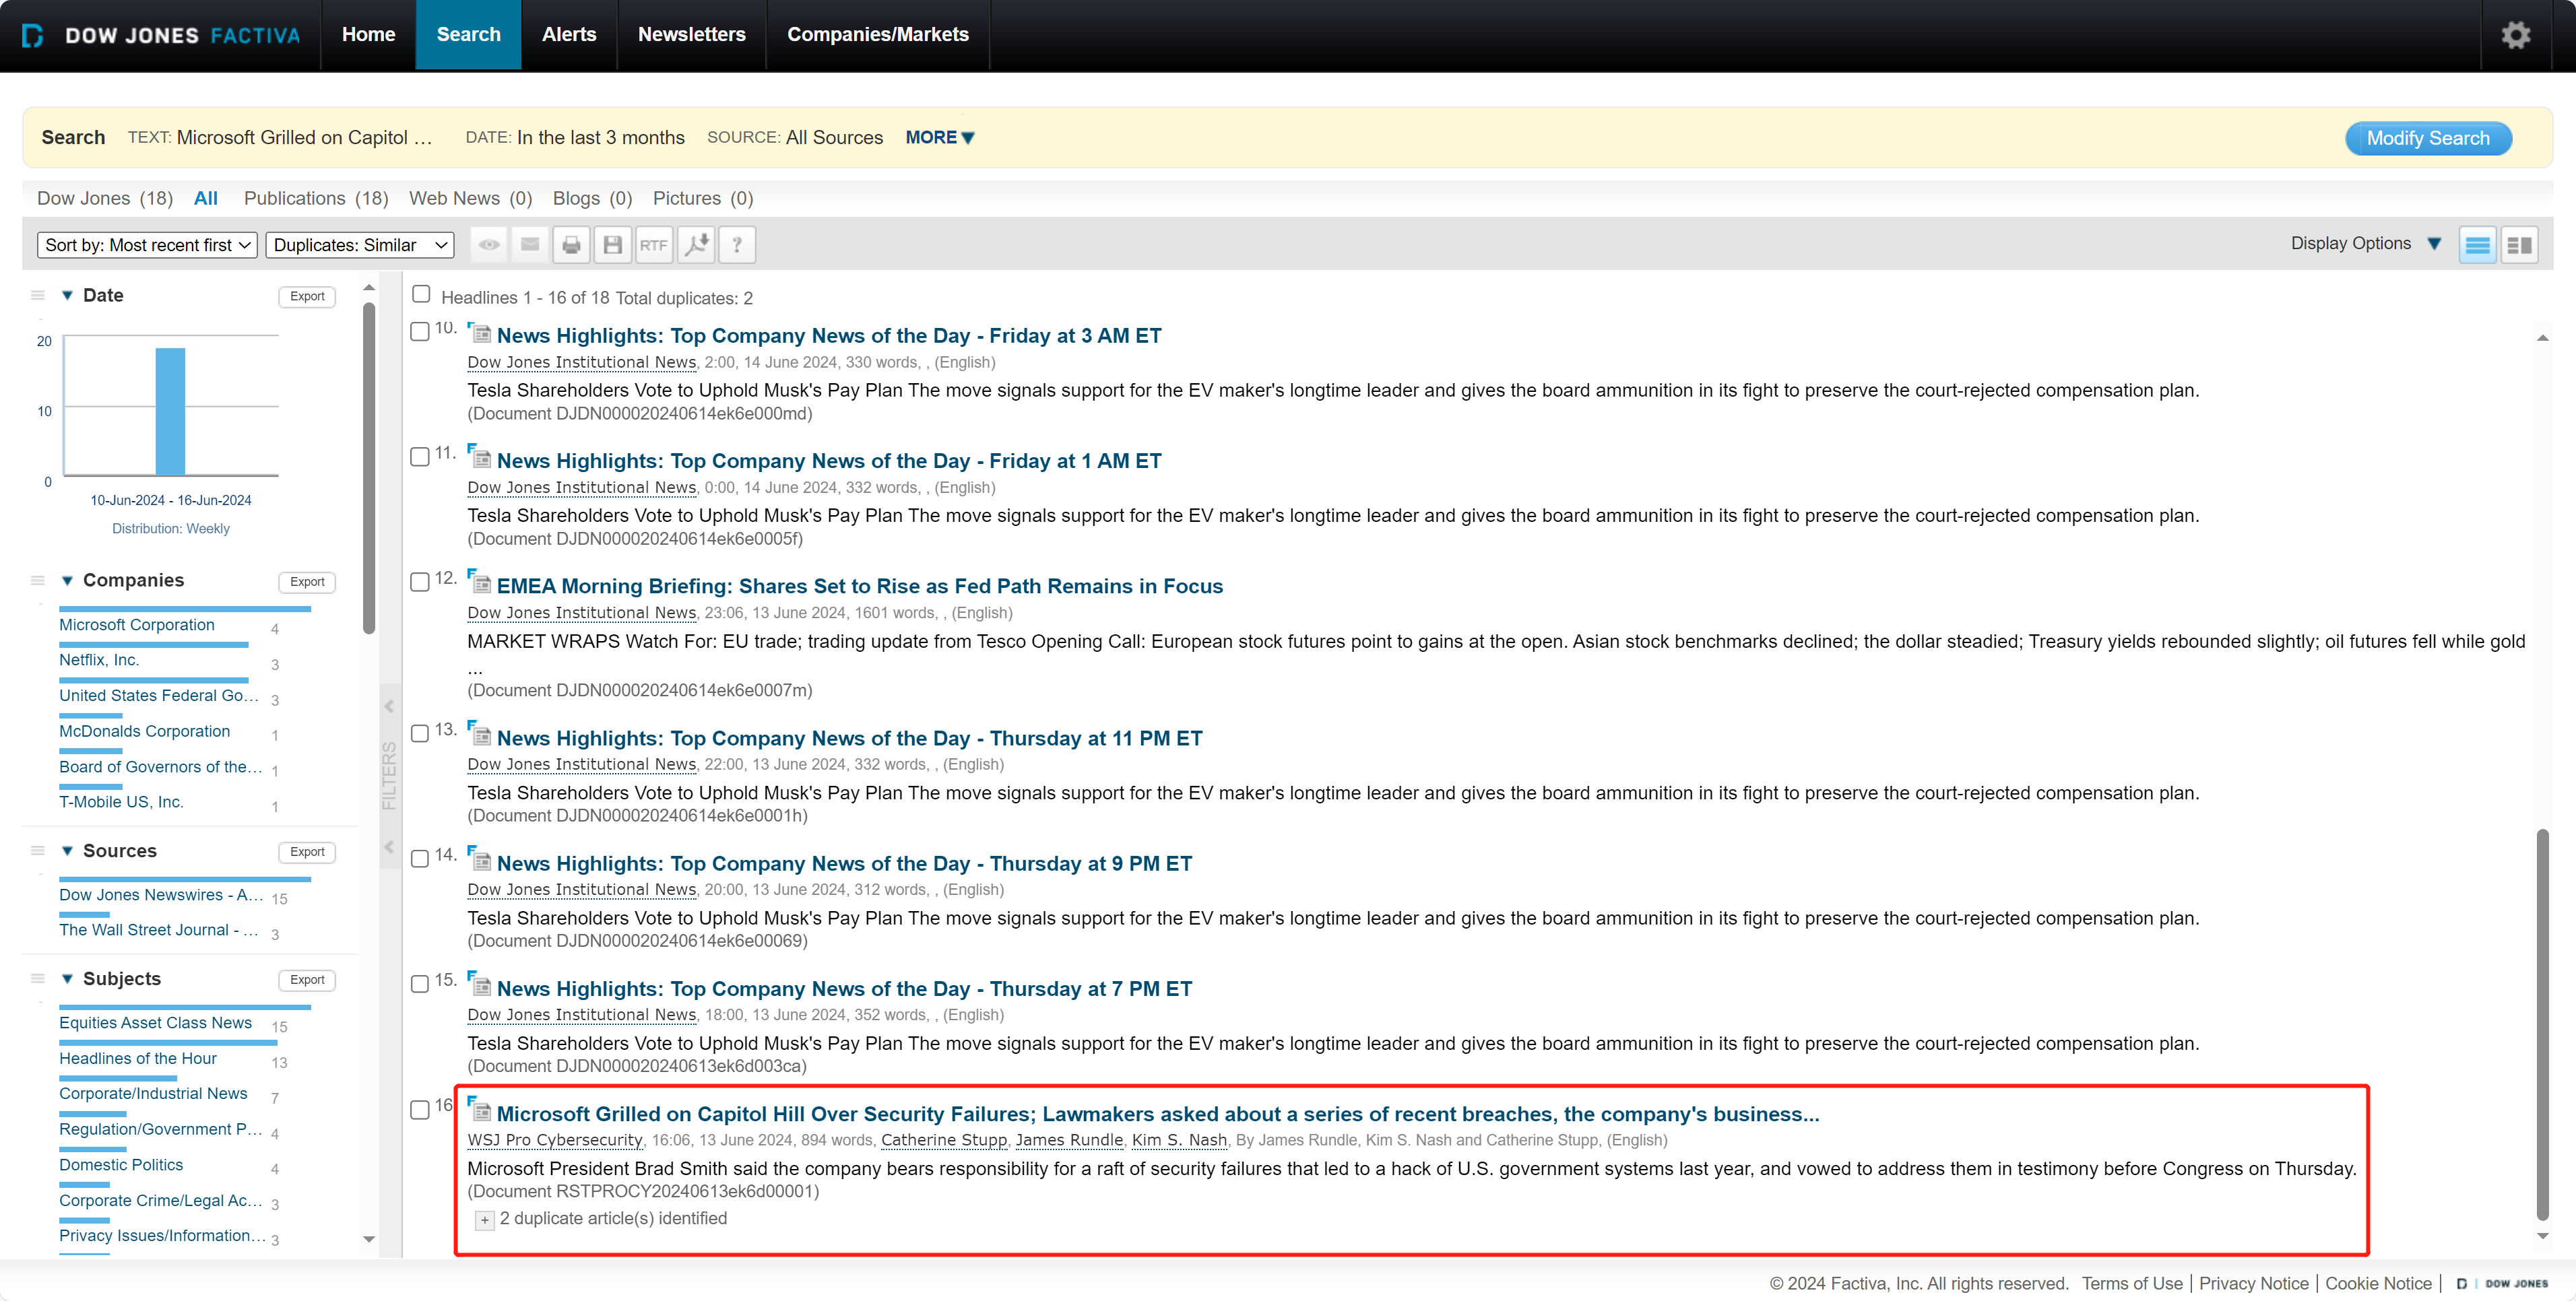 DOW JONES FACTIVA
Home
Search
Alerts
Newsletters
Companies/Markets
Search TEXT: Microsoft Grilled on Capitol … DATE: In the last 3 months SOURCE: All Sources MORE
Modify Search
Dow Jones (18) All Publications (18) Web News (0) Blogs (0) Pictures (0)
Sort by: Most recent first
Duplicates: Similar
RTF
?
Display Options
Date
Export
20
10
0
10-Jun-2024 - 16-Jun-2024
Distribution: Weekly
Companies
Export
Microsoft Corporation 4
Netflix, Inc. 3
United States Federal Go… 3
McDonalds Corporation 1
Board of Governors of the… 1
T-Mobile US, Inc. 1
Sources
Export
Dow Jones Newswires - A… 15
The Wall Street Journal - … 3
Subjects
Export
Equities Asset Class News 15
Headlines of the Hour 13
Corporate/Industrial News 7
Regulation/Government P… 4
Domestic Politics 4
Corporate Crime/Legal Ac… 3
Privacy Issues/Information… 3
FILTERS
Headlines 1 - 16 of 18 Total duplicates: 2
10. News Highlights: Top Company News of the Day - Friday at 3 AM ET
Dow Jones Institutional News, 2:00, 14 June 2024, 330 words, , (English)
Tesla Shareholders Vote to Uphold Musk's Pay Plan The move signals support for the EV maker's longtime leader and gives the board ammunition in its fight to preserve the court-rejected compensation plan.
(Document DJDN000020240614ek6e000md)
11. News Highlights: Top Company News of the Day - Friday at 1 AM ET
Dow Jones Institutional News, 0:00, 14 June 2024, 332 words, , (English)
Tesla Shareholders Vote to Uphold Musk's Pay Plan The move signals support for the EV maker's longtime leader and gives the board ammunition in its fight to preserve the court-rejected compensation plan.
(Document DJDN000020240614ek6e0005f)
12. EMEA Morning Briefing: Shares Set to Rise as Fed Path Remains in Focus
Dow Jones Institutional News, 23:06, 13 June 2024, 1601 words, , (English)
MARKET WRAPS Watch For: EU trade; trading update from Tesco Opening Call: European stock futures point to gains at the open. Asian stock benchmarks declined; the dollar steadied; Treasury yields rebounded slightly; oil futures fell while gold
...
(Document DJDN000020240614ek6e0007m)
13. News Highlights: Top Company News of the Day - Thursday at 11 PM ET
Dow Jones Institutional News, 22:00, 13 June 2024, 332 words, , (English)
Tesla Shareholders Vote to Uphold Musk's Pay Plan The move signals support for the EV maker's longtime leader and gives the board ammunition in its fight to preserve the court-rejected compensation plan.
(Document DJDN000020240614ek6e0001h)
14. News Highlights: Top Company News of the Day - Thursday at 9 PM ET
Dow Jones Institutional News, 20:00, 13 June 2024, 312 words, , (English)
Tesla Shareholders Vote to Uphold Musk's Pay Plan The move signals support for the EV maker's longtime leader and gives the board ammunition in its fight to preserve the court-rejected compensation plan.
(Document DJDN000020240614ek6e00069)
15. News Highlights: Top Company News of the Day - Thursday at 7 PM ET
Dow Jones Institutional News, 18:00, 13 June 2024, 352 words, , (English)
Tesla Shareholders Vote to Uphold Musk's Pay Plan The move signals support for the EV maker's longtime leader and gives the board ammunition in its fight to preserve the court-rejected compensation plan.
(Document DJDN000020240613ek6d003ca)
16 Microsoft Grilled on Capitol Hill Over Security Failures; Lawmakers asked about a series of recent breaches, the company's business...
WSJ Pro Cybersecurity, 16:06, 13 June 2024, 894 words, Catherine Stupp, James Rundle, Kim S. Nash, By James Rundle, Kim S. Nash and Catherine Stupp, (English)
Microsoft President Brad Smith said the company bears responsibility for a raft of security failures that led to a hack of U.S. government systems last year, and vowed to address them in testimony before Congress on Thursday.
(Document RSTPROCY20240613ek6d00001)
+ 2 duplicate article(s) identified
© 2024 Factiva, Inc. All rights reserved. Terms of Use | Privacy Notice | Cookie Notice | DOW JONES